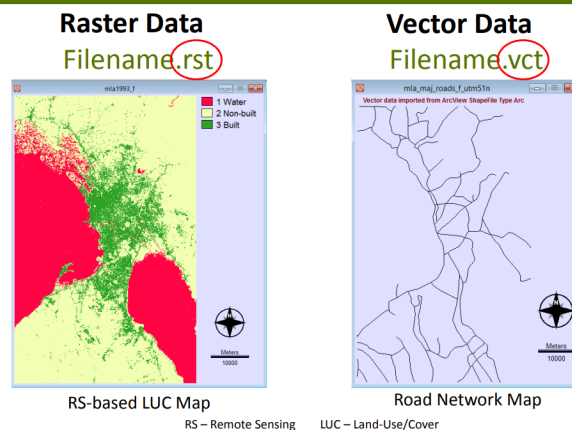 Raster Data
Filename.rst
mla1993_f
1 Water
2 Non-built
3 Built
Meters
10000
RS-based LUC Map
Vector Data
Filename.vct
mla_maj_roads_f_utm51n
Vector data imported from ArcView ShapeFile Type Arc
Meters
10000
Road Network Map
RS – Remote Sensing LUC – Land-Use/Cover